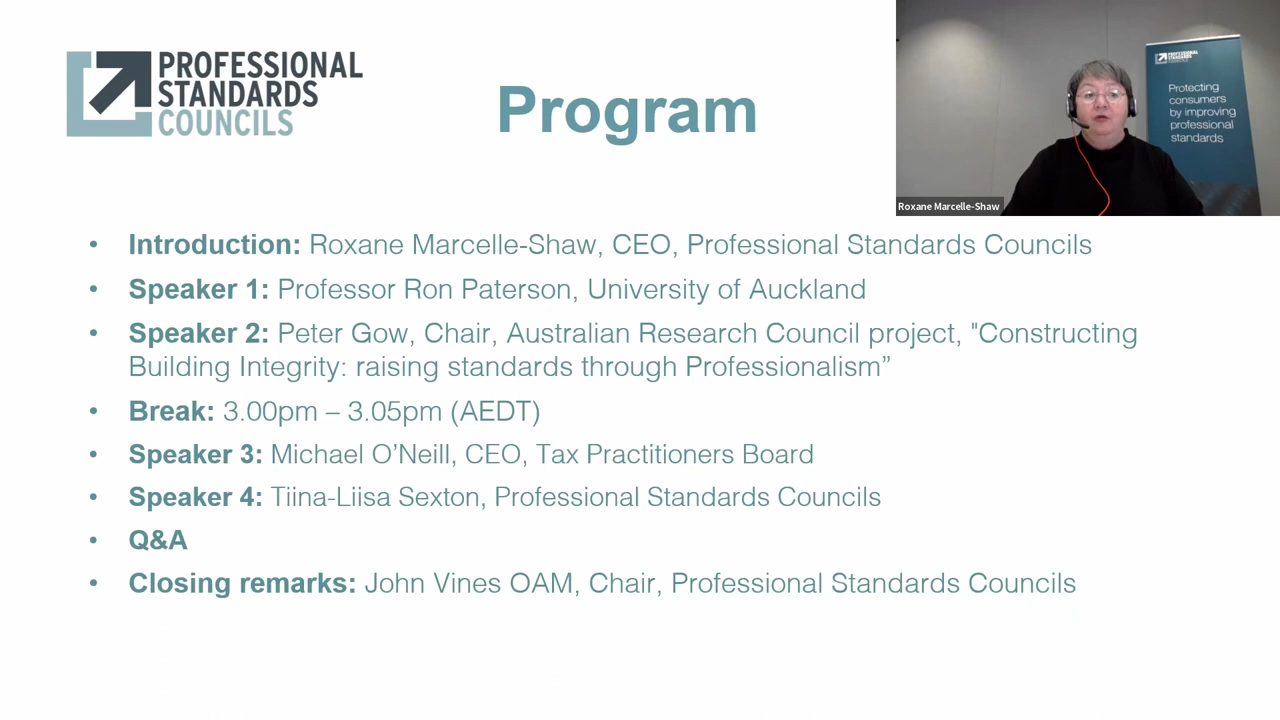 PROFESSIONAL
STANDARDS
COUNCILS
Program
PROFESSIONAL
STANDARDS
COUNCILS
Protecting
consumers
by improving
professional
standards
Roxane Marcelle-Shaw
• Introduction: Roxane Marcelle-Shaw, CEO, Professional Standards Councils
• Speaker 1: Professor Ron Paterson, University of Auckland
• Speaker 2: Peter Gow, Chair, Australian Research Council project, "Constructing
Building Integrity: raising standards through Professionalism”
• Break: 3.00pm – 3.05pm (AEDT)
• Speaker 3: Michael O’Neill, CEO, Tax Practitioners Board
• Speaker 4: Tiina-Liisa Sexton, Professional Standards Councils
• Q&A
• Closing remarks: John Vines OAM, Chair, Professional Standards Councils